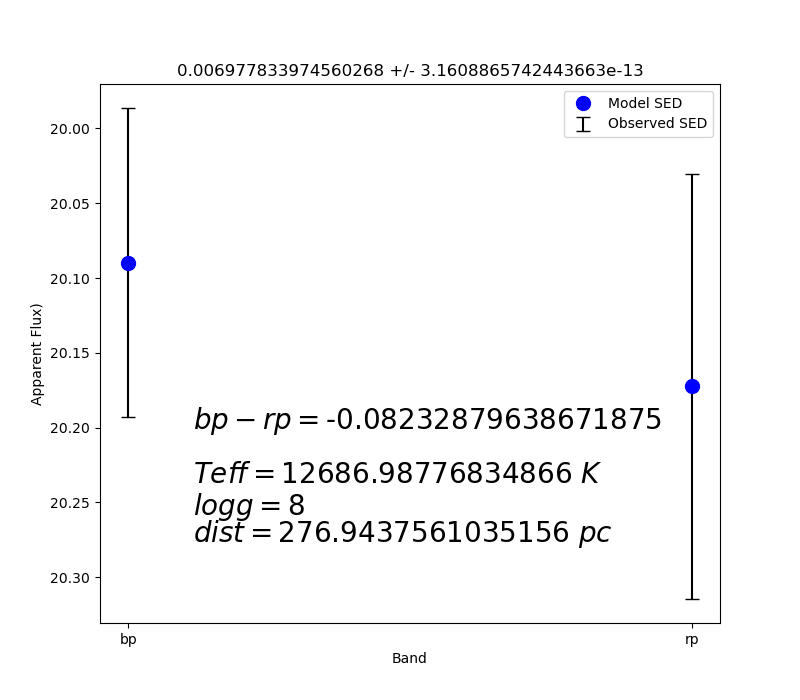 0.006977833974560268 +/- 3.1608865742443663e-13
Model SED
Observed SED
20.00
20.05
20.10
20.15
20.20
20.25
20.30
Apparent Flux)
bp − rp = -0.08232879638671875
Teff = 12686.98776834866 K
logg = 8
dist = 276.9437561035156 pc
bp
rp
Band